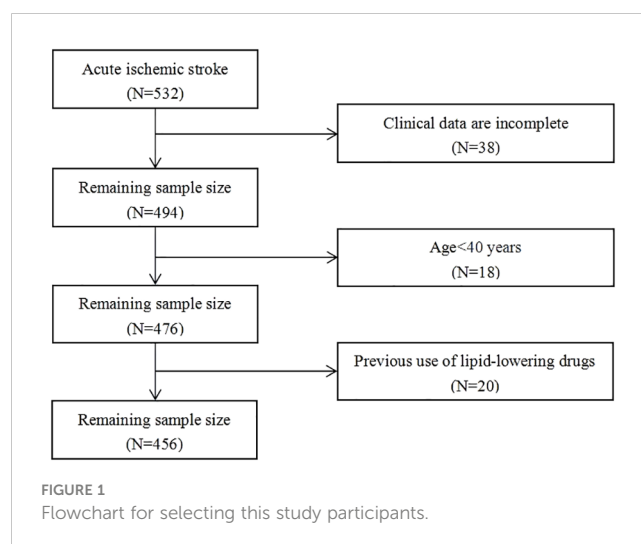 Acute ischemic stroke
(N=532)
Clinical data are incomplete
(N=38)
Remaining sample size
(N=494)
Age<40 years
(N=18)
Remaining sample size
(N=476)
Previous use of lipid-lowering drugs
(N=20)
Remaining sample size
(N=456)
FIGURE 1
Flowchart for selecting this study participants.